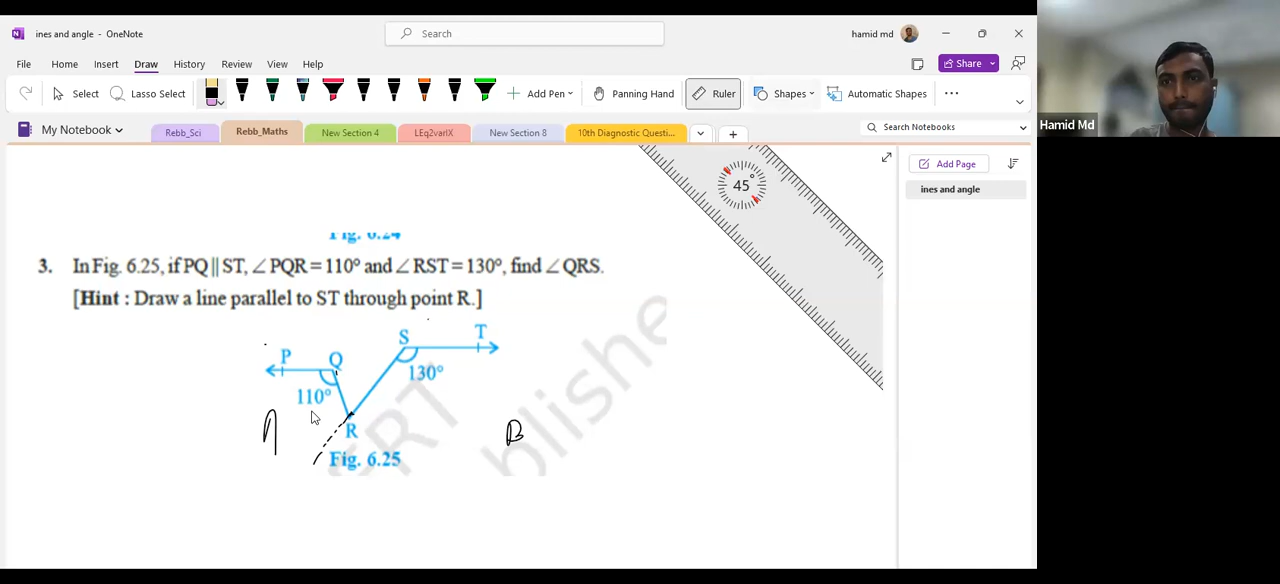 ines and angle - OneNote
Search
hamid md
File Home Insert Draw History Review View Help
Share
Select Lasso Select Add Pen Panning Hand Ruler Shapes Automatic Shapes
My Notebook Rebb_Sci Rebb_Maths New Section 4 LEq2varIX New Section 8 10th Diagnostic Questi... Search Notebooks
Hamid Md
Add Page
ines and angle
45°
Fig. 6.24
3. In Fig. 6.25, if PQ || ST, ∠PQR = 110° and ∠RST = 130°, find ∠QRS.
[Hint : Draw a line parallel to ST through point R.]
S T
P Q
130°
110°
B
R
Fig. 6.25
blishe